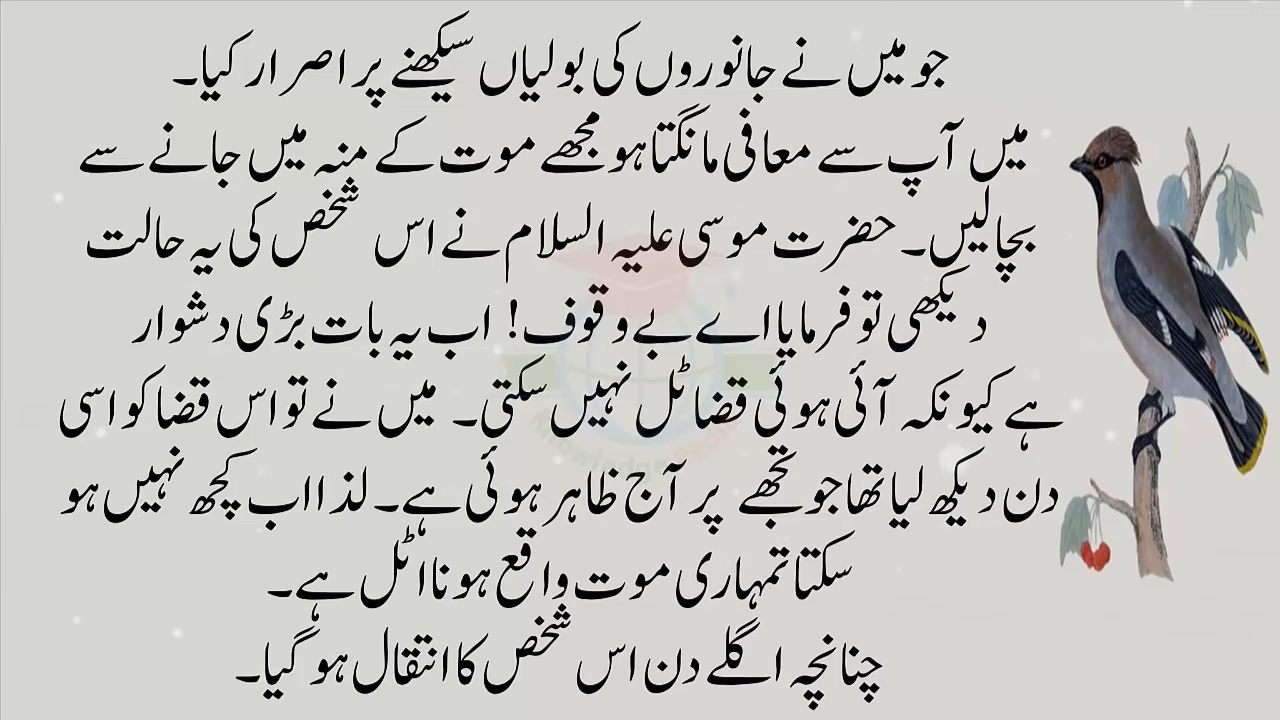 جو میں نے جانوروں کی بولیاں سیکھنے پر اصرار کیا۔
میں آپ سے معافی مانگتا ہو مجھے موت کے منہ میں جانے سے
بچالیں۔ حضرت موسی علیہ السلام نے اس شخص کی یہ حالت
دیکھی تو فرمایا اے بے وقوف! اب یہ بات بڑی دشوار
ہے کیونکہ آئی ہوئی قضا ٹل نہیں سکتی۔ میں نے تو اس قضا کو اسی
دن دیکھ لیا تھا جو تجھے پر آج ظاہر ہوئی ہے۔ لذا اب کچھ نہیں ہو
سکتا تمہاری موت واقع ہونا اٹل ہے۔
چنانچہ اگلے دن اس شخص کا انتقال ہو گیا۔